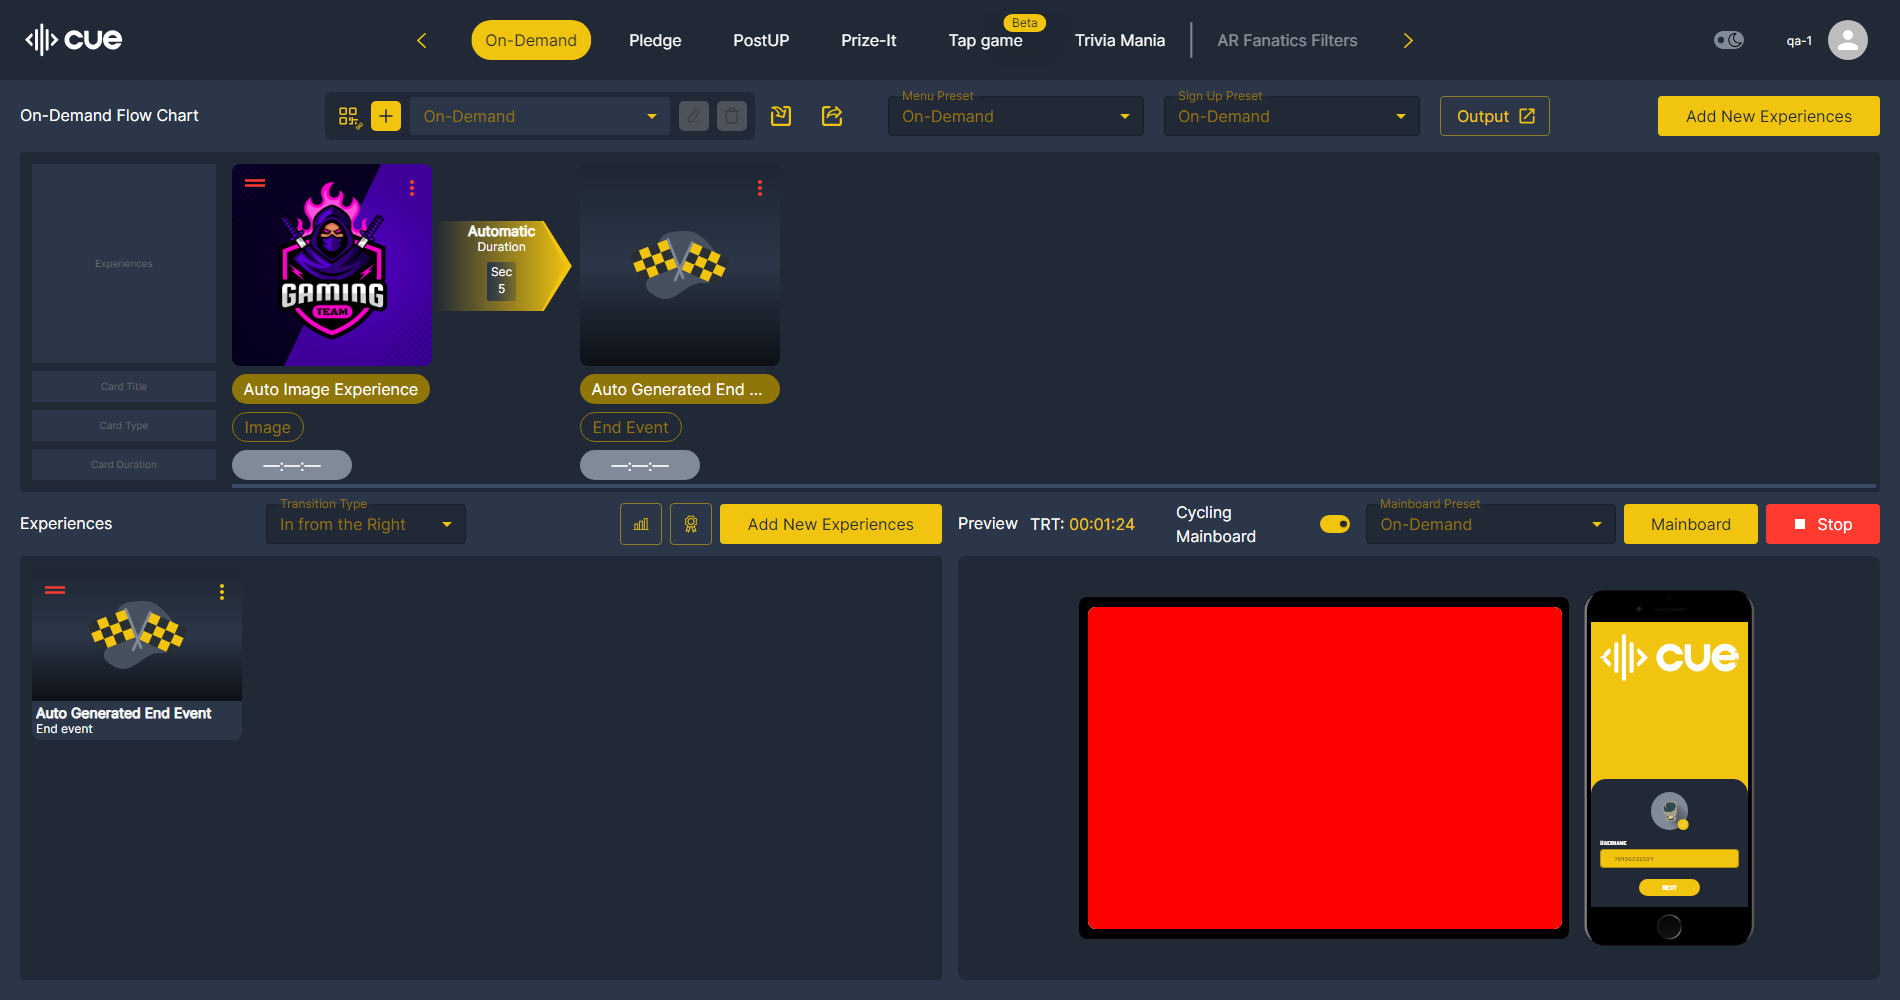 cue
On-Demand
Pledge
PostUP
Prize-It
Beta
Tap game
Trivia Mania
AR Fanatics Filters
qa-1
On-Demand Flow Chart
On-Demand
Menu Preset
On-Demand
Sign Up Preset
On-Demand
Output
Add New Experiences
Experiences
GAMING
TEAM
Automatic
Duration
Sec
5
Card Title
Auto Image Experience
Auto Generated End ...
Card Type
Image
End Event
Card Duration
—:—:—
—:—:—
Experiences
Transition Type
In from the Right
Add New Experiences
Preview
TRT: 00:01:24
Cycling
Mainboard
Mainboard Preset
On-Demand
Mainboard
Stop
Auto Generated End Event
End event
cue
USERNAME
NEXT